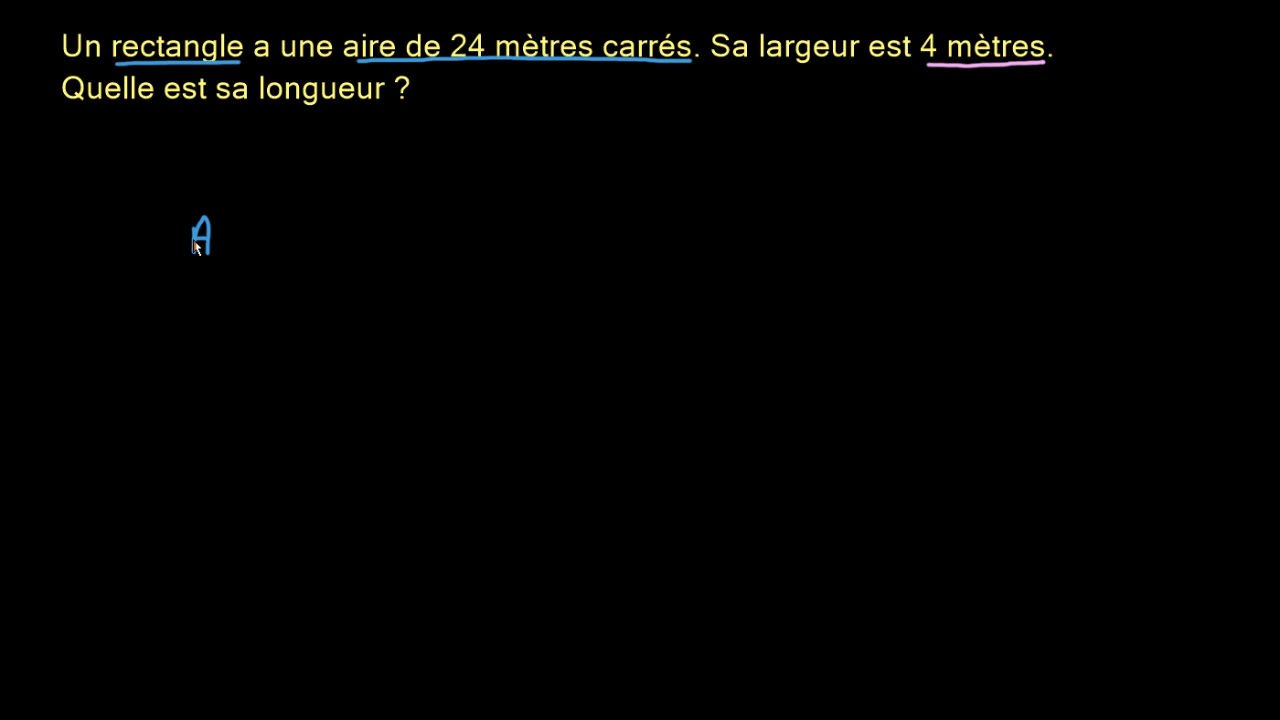 Un rectangle a une aire de 24 mètres carrés. Sa largeur est 4 mètres.
Quelle est sa longueur ?
A